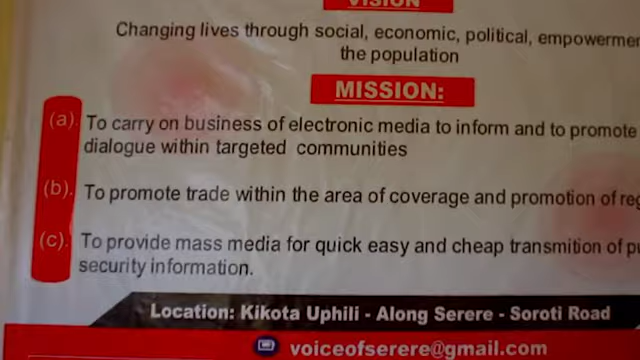 VISION
Changing lives through social, economic, political, empowermen
the population
MISSION:
(a). To carry on business of electronic media to inform and to promote
dialogue within targeted communities
(b). To promote trade within the area of coverage and promotion of reg
(c). To provide mass media for quick easy and cheap transmition of pu
security information.
Location: Kikota Uphili - Along Serere - Soroti Road
voiceofserere@gmail.com